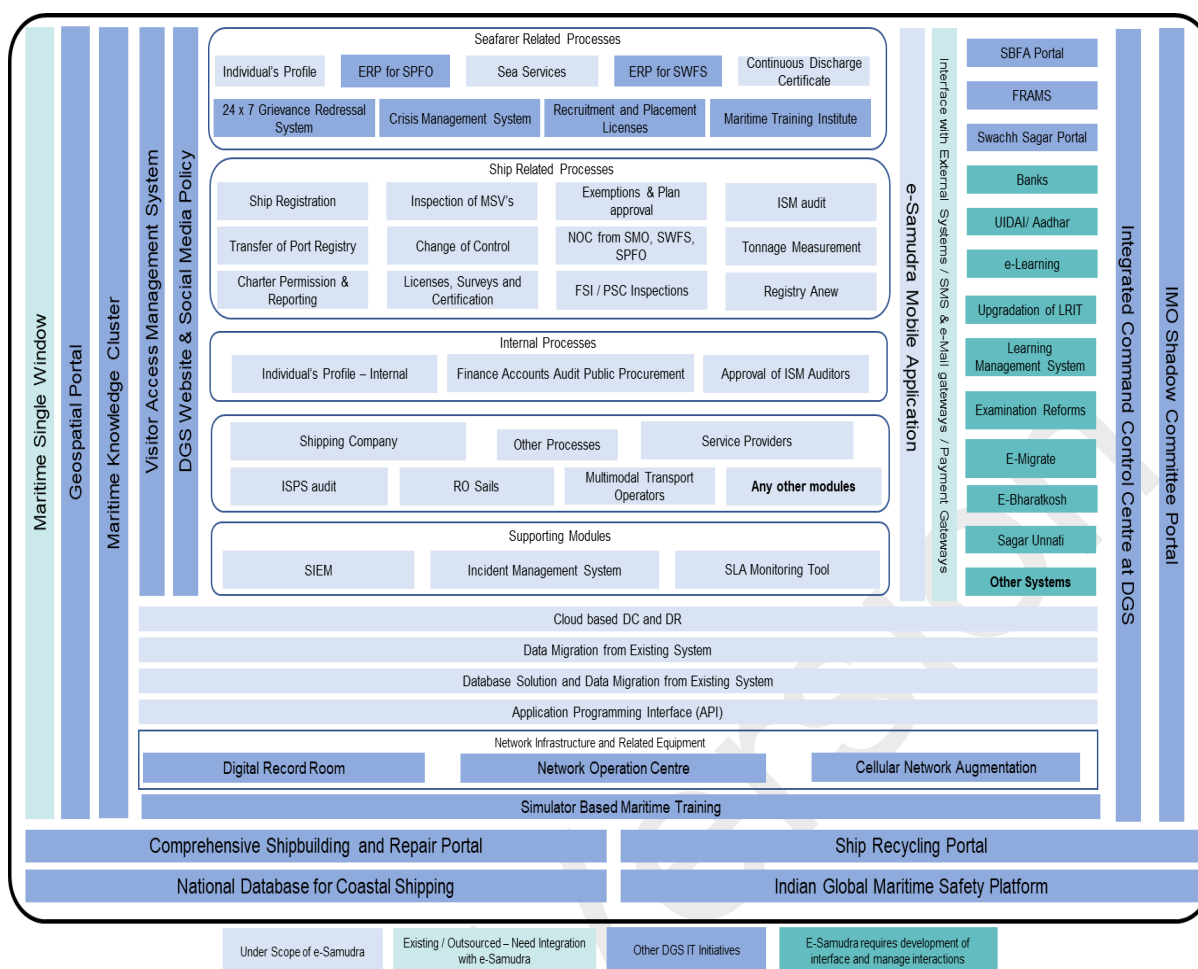 Maritime Single Window
Geospatial Portal
Maritime Knowledge Cluster
Visitor Access Management System
DGS Website & Social Media Policy
Seafarer Related Processes
Individual's Profile
ERP for SPFO
Sea Services
ERP for SWFS
Continuous Discharge
Certificate
24 x 7 Grievance Redressal
System
Crisis Management System
Recruitment and Placement
Licenses
Maritime Training Institute
Ship Related Processes
Ship Registration
Inspection of MSV's
Exemptions & Plan
approval
ISM audit
Transfer of Port Registry
Change of Control
NOC from SMO, SWFS,
SPFO
Tonnage Measurement
Charter Permission &
Reporting
Licenses, Surveys and
Certification
FSI / PSC Inspections
Registry Anew
Internal Processes
Individual's Profile – Internal
Finance Accounts Audit Public Procurement
Approval of ISM Auditors
Shipping Company
Other Processes
Service Providers
ISPS audit
RO Sails
Multimodal Transport
Operators
Any other modules
Supporting Modules
SIEM
Incident Management System
SLA Monitoring Tool
e-Samudra Mobile Application
Interface with External Systems / SMS & e-Mail gateways / Payment Gateways
SBFA Portal
FRAMS
Swachh Sagar Portal
Banks
UIDAI/ Aadhar
e-Learning
Upgradation of LRIT
Learning
Management System
Examination Reforms
E-Migrate
E-Bharatkosh
Sagar Unnati
Other Systems
Integrated Command Control Centre at DGS
IMO Shadow Committee Portal
Cloud based DC and DR
Data Migration from Existing System
Database Solution and Data Migration from Existing System
Application Programming Interface (API)
Network Infrastructure and Related Equipment
Digital Record Room
Network Operation Centre
Cellular Network Augmentation
Simulator Based Maritime Training
Comprehensive Shipbuilding and Repair Portal
Ship Recycling Portal
National Database for Coastal Shipping
Indian Global Maritime Safety Platform
Under Scope of e-Samudra
Existing / Outsourced – Need Integration
with e-Samudra
Other DGS IT Initiatives
E-Samudra requires development of
interface and manage interactions